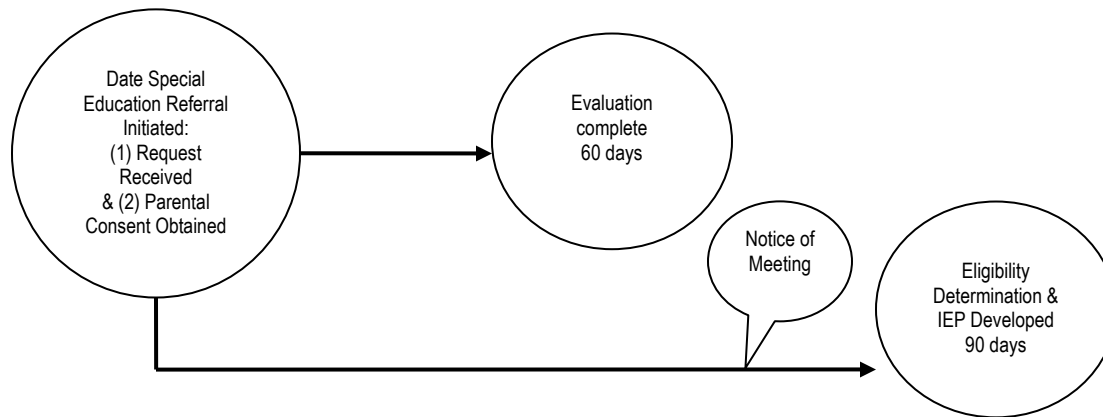 Date Special
Education Referral
Initiated:
(1) Request
Received
& (2) Parental
Consent Obtained
Evaluation
complete
60 days
Notice of
Meeting
Eligibility
Determination &
IEP Developed
90 days